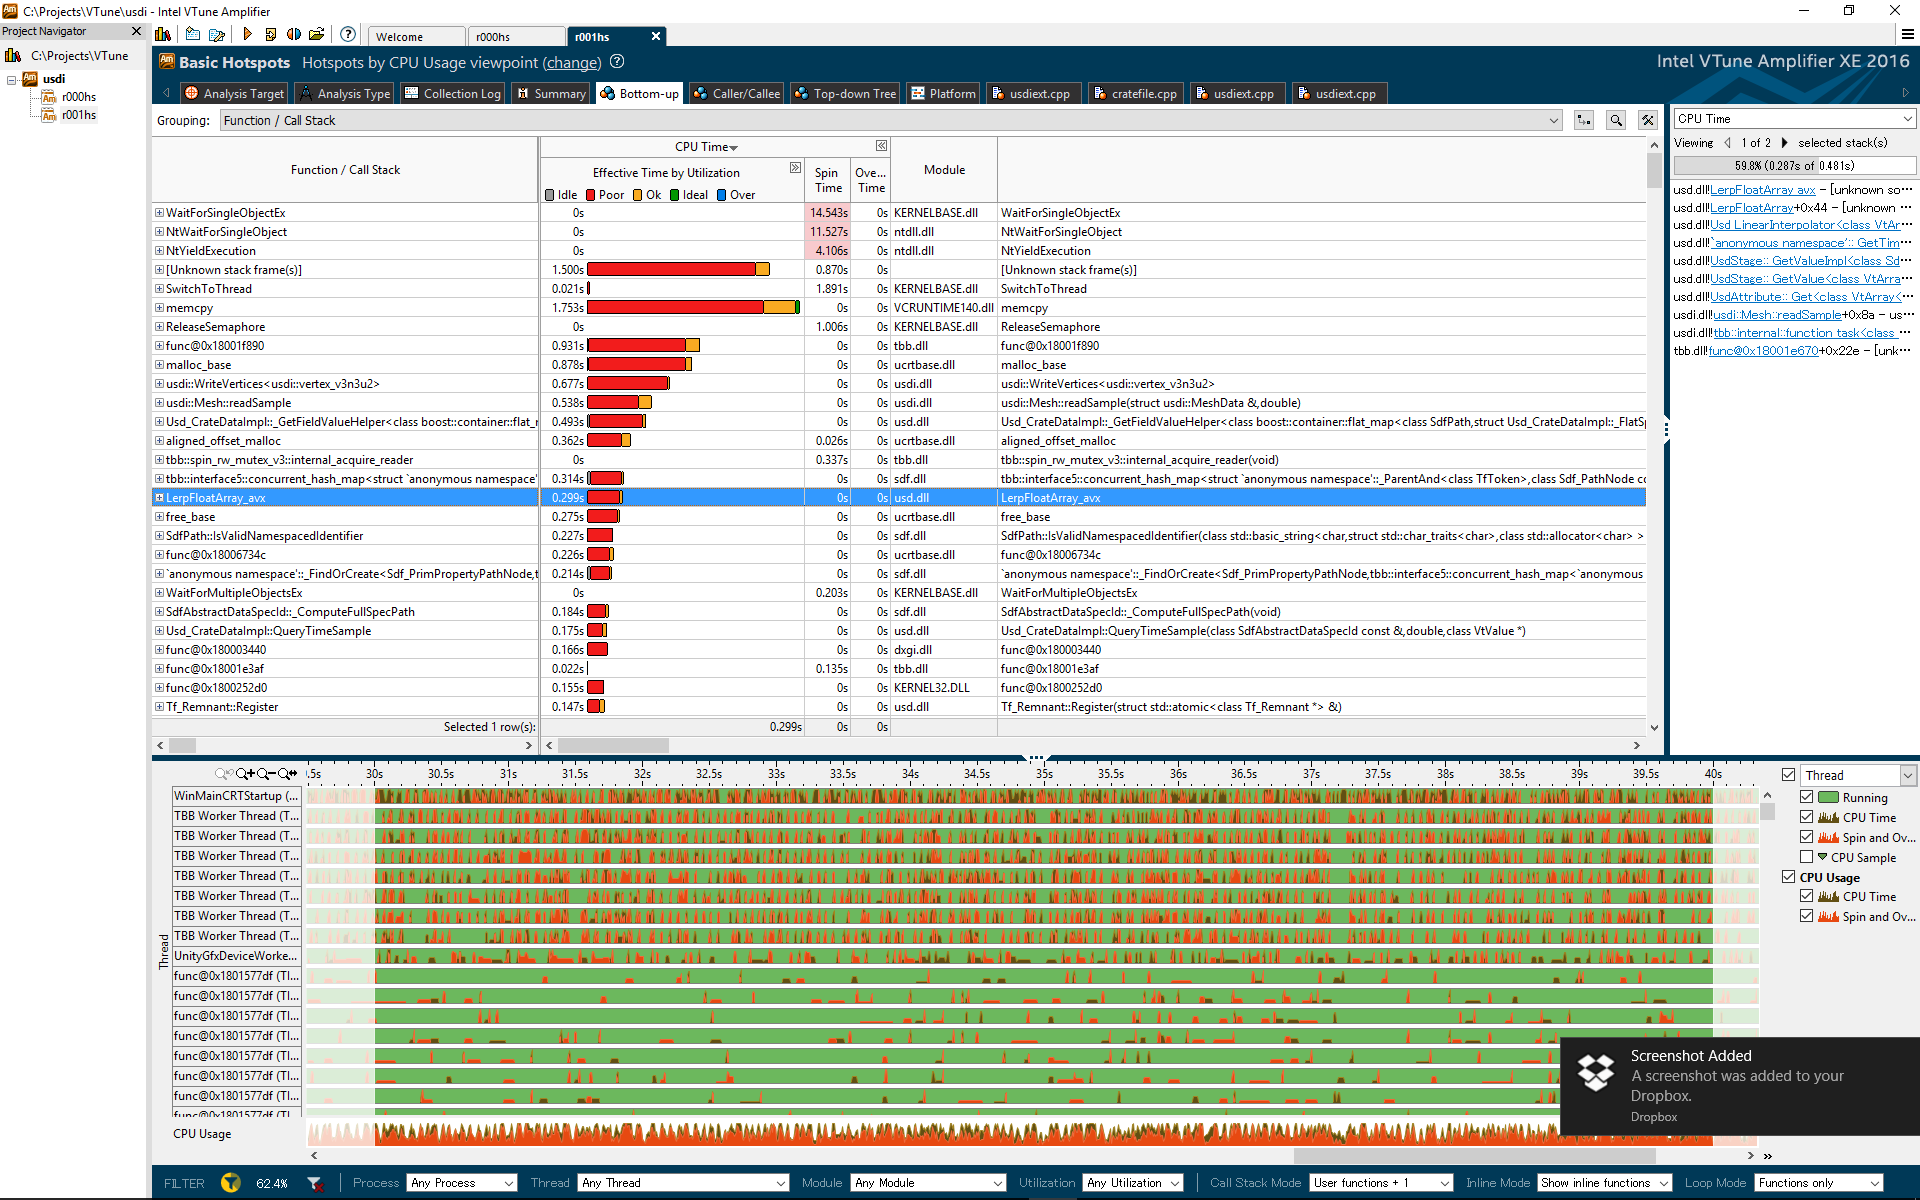 C:\Projects\VTune\usdi - Intel VTune Amplifier
Project Navigator
C:\Projects\VTune
usdi
r000hs
r001hs
Welcome
r000hs
r001hs
Basic Hotspots Hotspots by CPU Usage viewpoint (change)
Intel VTune Amplifier XE 2016
Analysis Target
Analysis Type
Collection Log
Summary
Bottom-up
Caller/Callee
Top-down Tree
Platform
usdiext.cpp
cratefile.cpp
usdiext.cpp
usdiext.cpp
Grouping: Function / Call Stack
Function / Call Stack
CPU Time
Effective Time by Utilization
Idle Poor Ok Ideal Over
Spin Time
Ove... Time
Module
WaitForSingleObjectEx 0s 14.543s 0s KERNELBASE.dll WaitForSingleObjectEx
NtWaitForSingleObject 0s 11.527s 0s ntdll.dll NtWaitForSingleObject
NtYieldExecution 0s 4.106s 0s ntdll.dll NtYieldExecution
[Unknown stack frame(s)] 1.500s 0.870s 0s [Unknown stack frame(s)]
SwitchToThread 0.021s 1.891s 0s KERNELBASE.dll SwitchToThread
memcpy 1.753s 0s 0s VCRUNTIME140.dll memcpy
ReleaseSemaphore 0s 1.006s 0s KERNELBASE.dll ReleaseSemaphore
func@0x18001f890 0.931s 0s 0s tbb.dll func@0x18001f890
malloc_base 0.878s 0s 0s ucrtbase.dll malloc_base
usdi::WriteVertices<usdi::vertex_v3n3u2> 0.677s 0s 0s usdi.dll usdi::WriteVertices<usdi::vertex_v3n3u2>
usdi::Mesh::readSample 0.538s 0s 0s usdi.dll usdi::Mesh::readSample(struct usdi::MeshData &,double)
Usd_CrateDataImpl::_GetFieldValueHelper<class boost::container::flat_r 0.493s 0s 0s usd.dll Usd_CrateDataImpl::_GetFieldValueHelper<class boost::container::flat_map<class SdfPath,struct Usd_CrateDataImpl::_FlatSp
aligned_offset_malloc 0.362s 0.026s 0s ucrtbase.dll aligned_offset_malloc
tbb::spin_rw_mutex_v3::internal_acquire_reader 0s 0.337s 0s tbb.dll tbb::spin_rw_mutex_v3::internal_acquire_reader(void)
tbb::interface5::concurrent_hash_map<struct `anonymous namespace' 0.314s 0s 0s sdf.dll tbb::interface5::concurrent_hash_map<struct `anonymous namespace'::_ParentAnd<class TfToken>,class Sdf_PathNode co
LerpFloatArray_avx 0.299s 0s 0s usd.dll LerpFloatArray_avx
free_base 0.275s 0s 0s ucrtbase.dll free_base
SdfPath::IsValidNamespacedIdentifier 0.227s 0s 0s sdf.dll SdfPath::IsValidNamespacedIdentifier(class std::basic_string<char,struct std::char_traits<char>,class std::allocator<char> >
func@0x18006734c 0.226s 0s 0s ucrtbase.dll func@0x18006734c
`anonymous namespace'::_FindOrCreate<Sdf_PrimPropertyPathNode,t 0.214s 0s 0s sdf.dll `anonymous namespace'::_FindOrCreate<Sdf_PrimPropertyPathNode,tbb::interface5::concurrent_hash_map<`anonymous
WaitForMultipleObjectsEx 0s 0.203s 0s KERNELBASE.dll WaitForMultipleObjectsEx
SdfAbstractDataSpecId::_ComputeFullSpecPath 0.184s 0s 0s sdf.dll SdfAbstractDataSpecId::_ComputeFullSpecPath(void)
Usd_CrateDataImpl::QueryTimeSample 0.175s 0s 0s usd.dll Usd_CrateDataImpl::QueryTimeSample(class SdfAbstractDataSpecId const &,double,class VtValue *)
func@0x180003440 0.166s 0s 0s dxgi.dll func@0x180003440
func@0x18001e3af 0.022s 0.135s 0s tbb.dll func@0x18001e3af
func@0x1800252d0 0.155s 0s 0s KERNEL32.DLL func@0x1800252d0
Tf_Remnant::Register 0.147s 0s 0s usd.dll Tf_Remnant::Register(struct std::atomic<class Tf_Remnant *> &)
Selected 1 row(s): 0.299s 0s 0s
CPU Time
Viewing 1 of 2 selected stack(s)
59.8% (0.287s of 0.481s)
usd.dll!LerpFloatArray avx - [unknown so...
usd.dll!LerpFloatArray+0x44 - [unknown ...
usd.dll!Usd LinearInterpolator<class VtAr...
usd.dll!`anonymous namespace':: GetTim...
usd.dll!UsdStage:: GetValueImpl<class Sd...
usd.dll!UsdStage:: GetValue<class VtArra...
usd.dll!UsdAttribute:: Get<class VtArray<...
usdi.dll!usdi::Mesh::readSample+0x8a - us...
usdi.dll!tbb::internal::function task<class ...
tbb.dll!func@0x18001e670+0x22e - [unk...
.5s 30s 30.5s 31s 31.5s 32s 32.5s 33s 33.5s 34s 34.5s 35s 35.5s 36s 36.5s 37s 37.5s 38s 38.5s 39s 39.5s 40s
Thread
WinMainCRTStartup (...
TBB Worker Thread (T...
TBB Worker Thread (T...
TBB Worker Thread (T...
TBB Worker Thread (T...
TBB Worker Thread (T...
TBB Worker Thread (T...
TBB Worker Thread (T...
UnityGfxDeviceWorke...
func@0x1801577df (TI...
func@0x1801577df (TI...
func@0x1801577df (TI...
func@0x1801577df (TI...
func@0x1801577df (TI...
func@0x1801577df (TI...
func@0x1801577df (TI...
func@0x1801577df (TI...
CPU Usage
Thread
Running
CPU Time
Spin and Ov...
CPU Sample
CPU Usage
CPU Time
Spin and Ov...
Screenshot Added
A screenshot was added to your
Dropbox.
Dropbox
FILTER 62.4% Process Any Process Thread Any Thread Module Any Module Utilization Any Utilization Call Stack Mode User functions + 1 Inline Mode Show inline functions Loop Mode Functions only